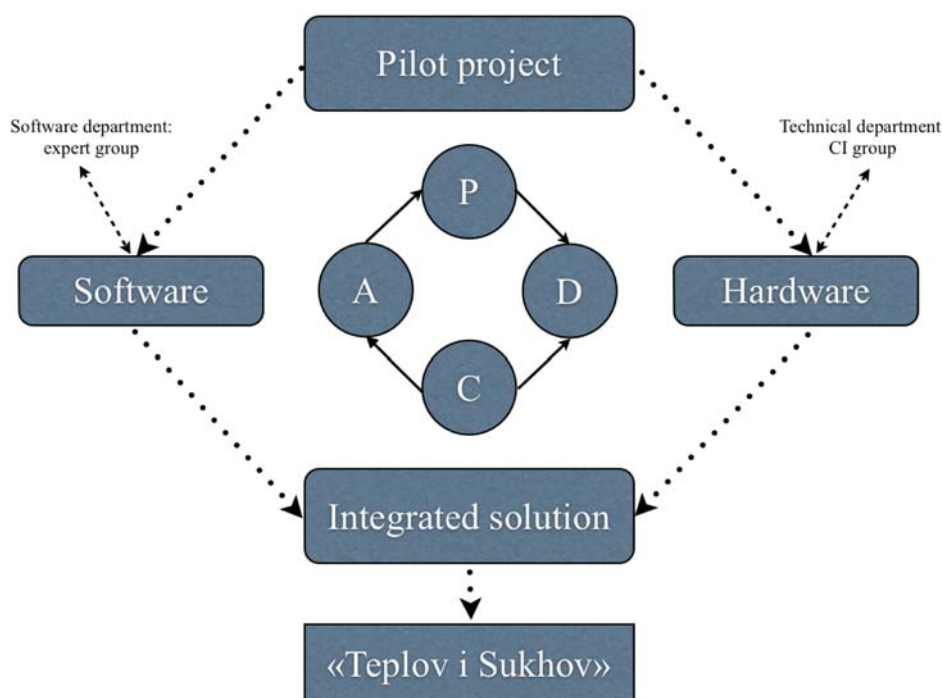 Pilot project
Software department:
expert group
Technical department
CI group
P
Software
A
D
Hardware
C
Integrated solution
«Teplov i Sukhov»